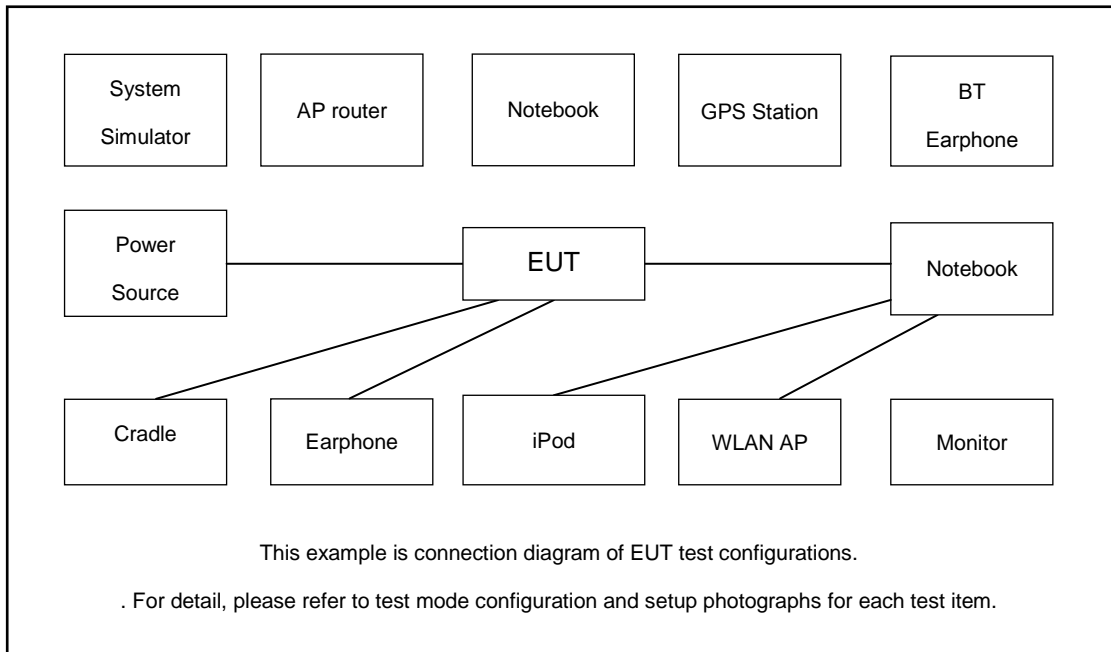 System
Simulator
AP router
Notebook
GPS Station
BT
Earphone
Power
Source
EUT
Notebook
Cradle
Earphone
iPod
WLAN AP
Monitor
This example is connection diagram of EUT test configurations.
. For detail, please refer to test mode configuration and setup photographs for each test item.